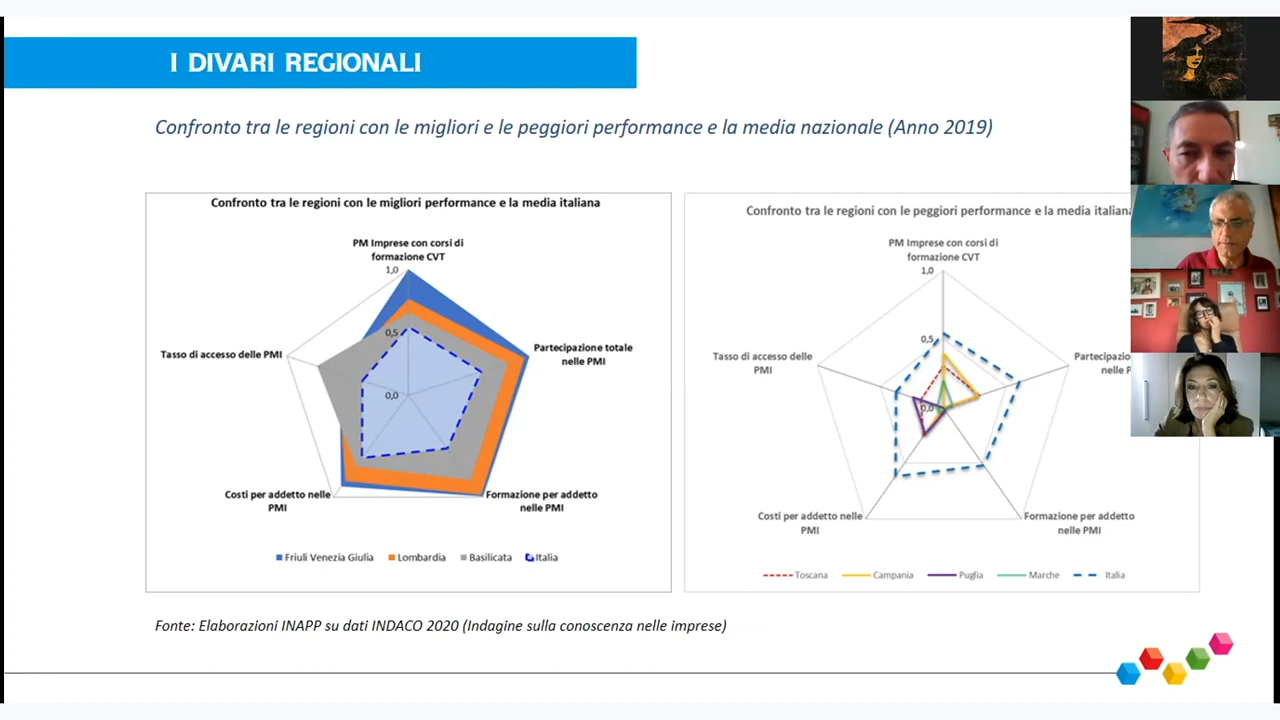 I DIVARI REGIONALI
Confronto tra le regioni con le migliori e le peggiori performance e la media nazionale (Anno 2019)
Confronto tra le regioni con le migliori performance e la media italiana
PM Imprese con corsi di
formazione CVT
1,0
0,5
0,0
Tasso di accesso delle PMI
Partecipazione totale
nelle PMI
Costi per addetto nelle
PMI
Formazione per addetto
nelle PMI
Friuli Venezia Giulia
Lombardia
Basilicata
Italia
Confronto tra le regioni con le peggiori performance e la media italiana
PM Imprese con corsi di
formazione CVT
1,0
0,5
0,0
Tasso di accesso delle
PMI
Partecipazio
nelle P
Costi per addetto nelle
PMI
Formazione per addetto
nelle PMI
Toscana
Campania
Puglia
Marche
Italia
Fonte: Elaborazioni INAPP su dati INDACO 2020 (Indagine sulla conoscenza nelle imprese)